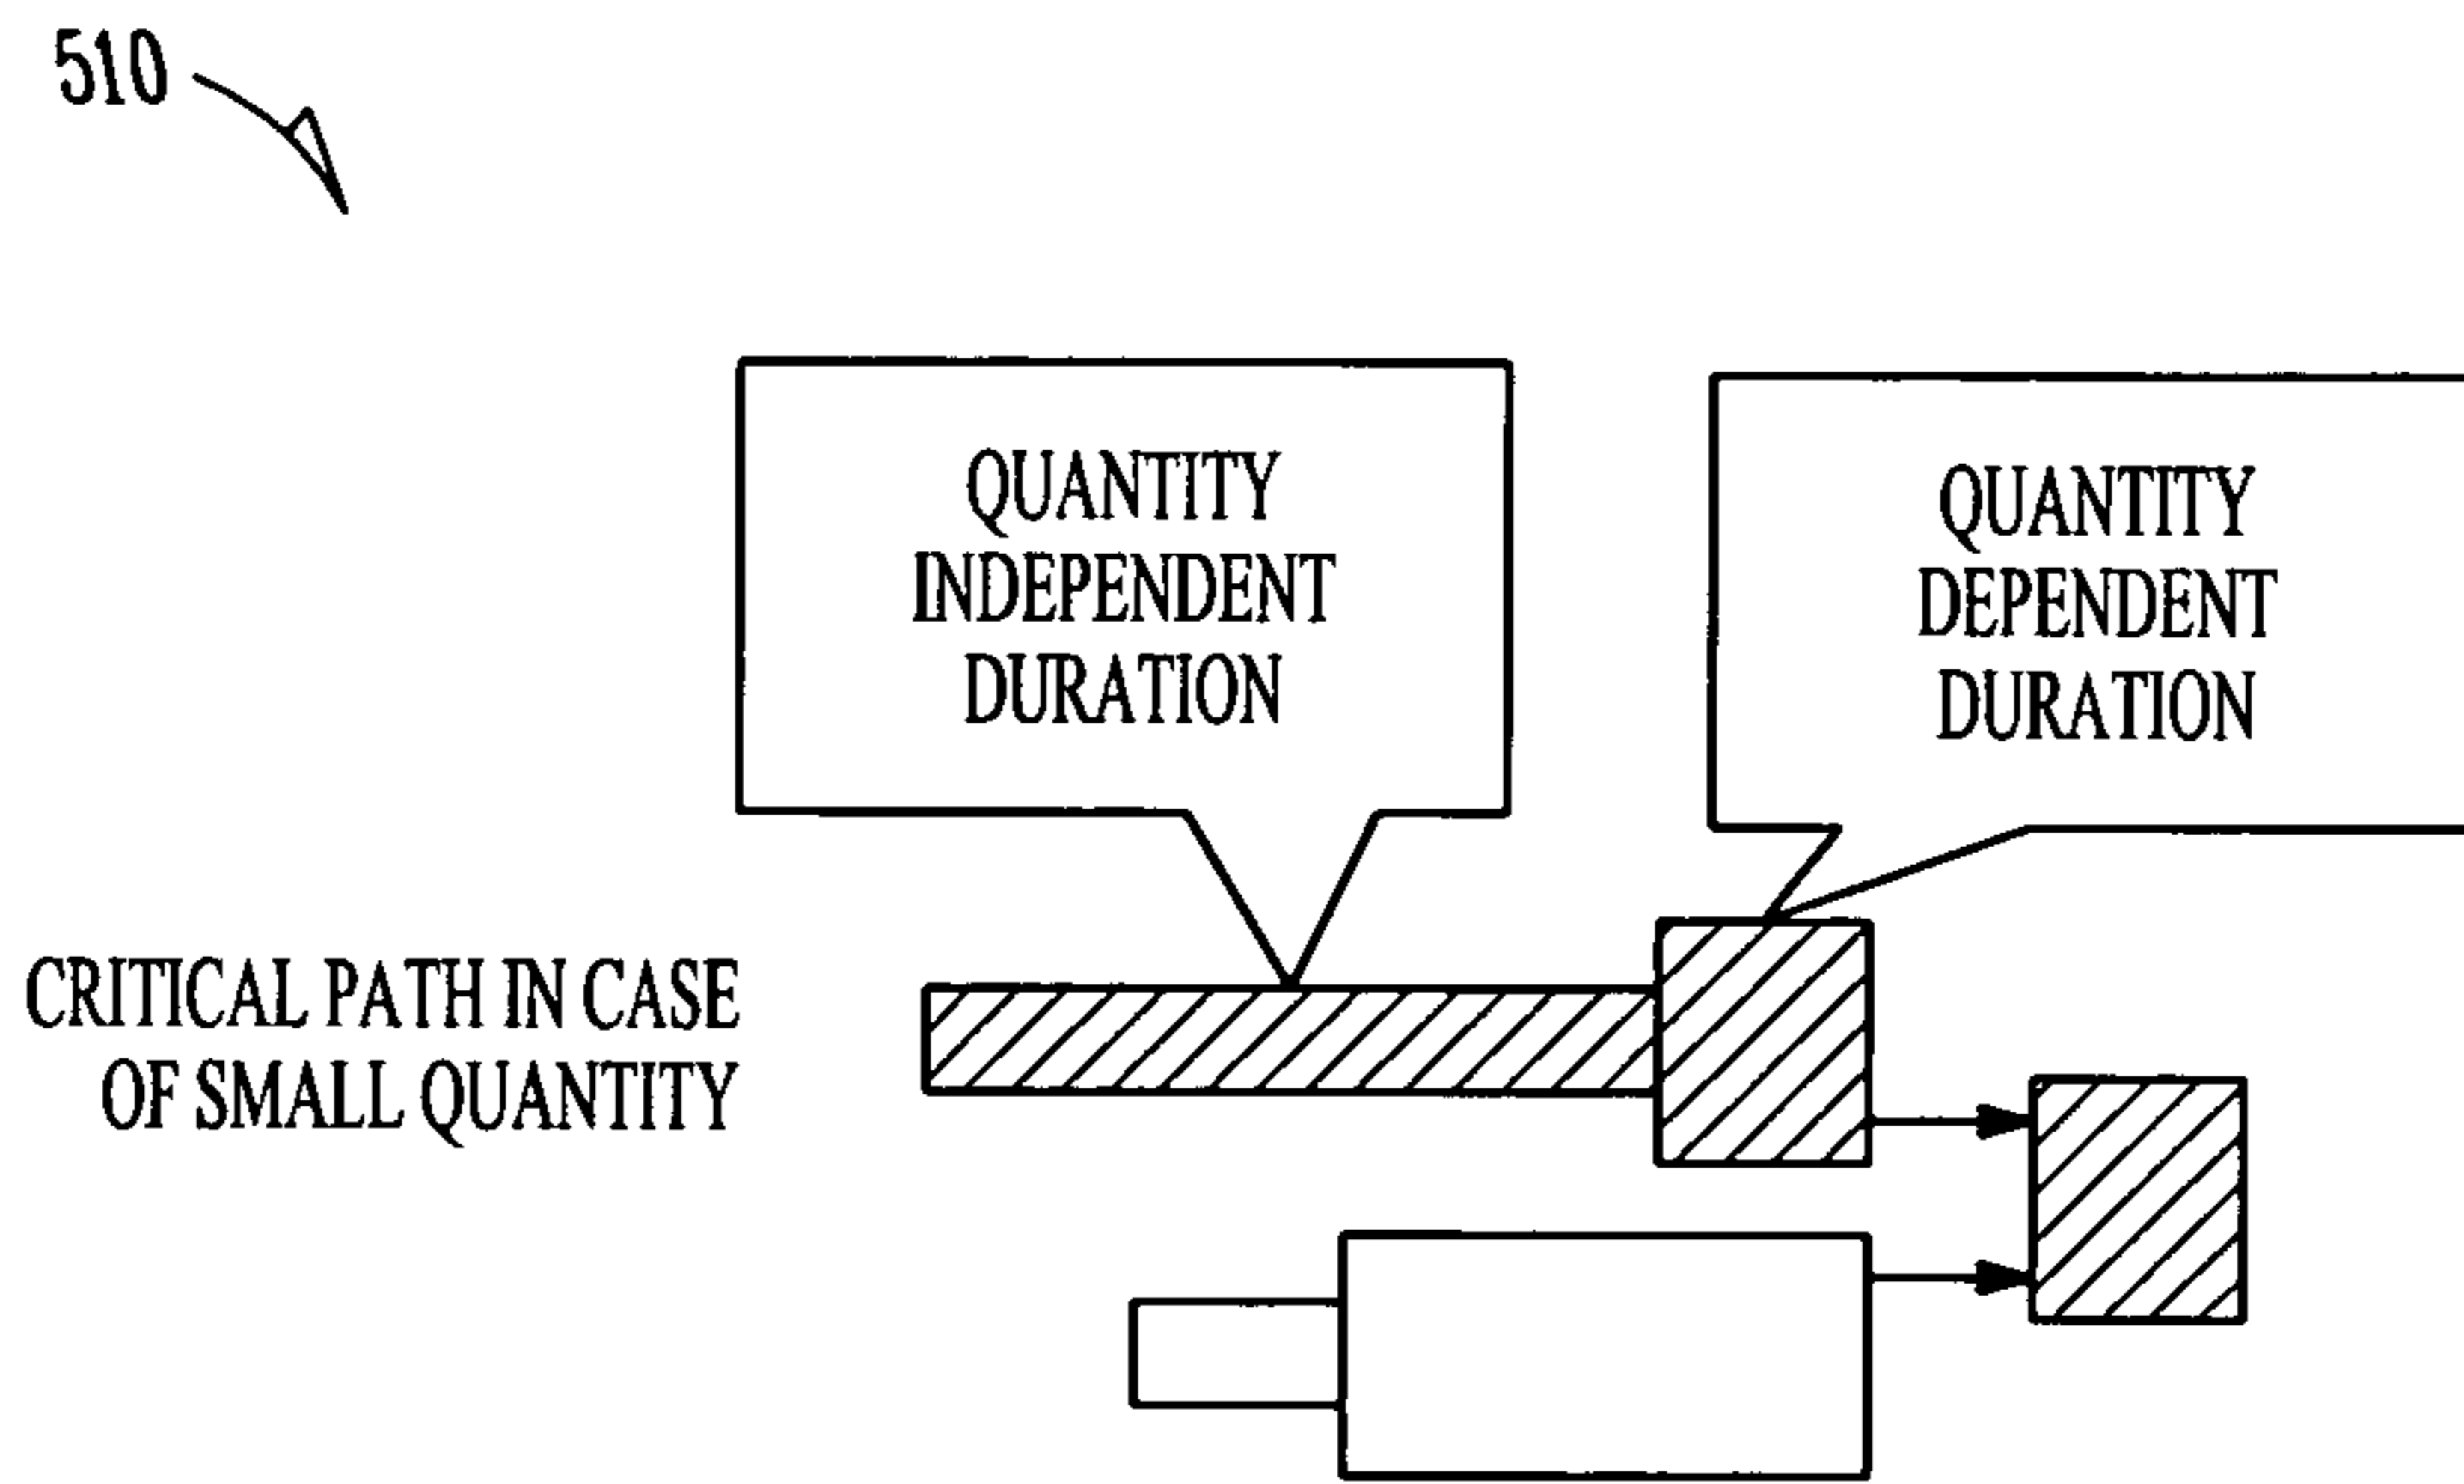 510
QUANTITY
INDEPENDENT
DURATION
QUANTITY
DEPENDENT
DURATION
CRITICAL PATH IN CASE
OF SMALL QUANTITY